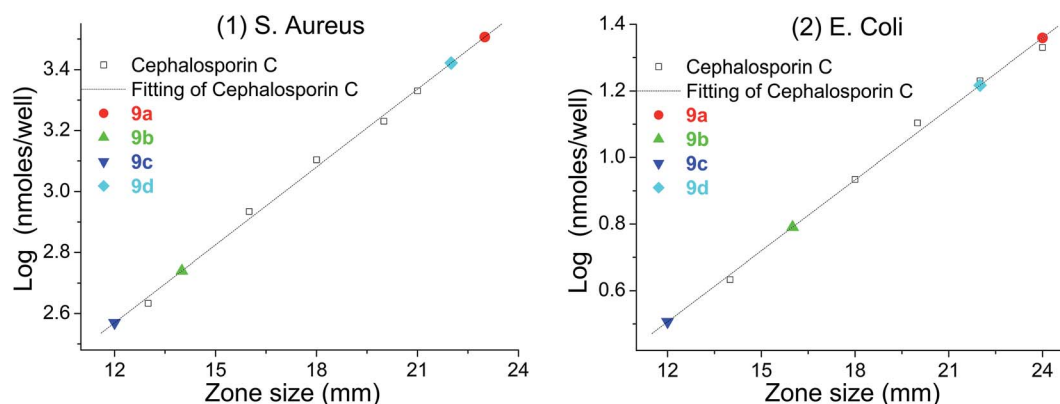 (1) S. Aureus
Cephalosporin C
Fitting of Cephalosporin C
9a
9b
9c
9d
Log (nmoles/well)
3.4
3.2
3.0
2.8
2.6
12 15 18 21 24
Zone size (mm)
(2) E. Coli
Cephalosporin C
Fitting of Cephalosporin C
9a
9b
9c
9d
Log (nmoles/well)
1.4
1.2
1.0
0.8
0.6
12 15 18 21 24
Zone size (mm)